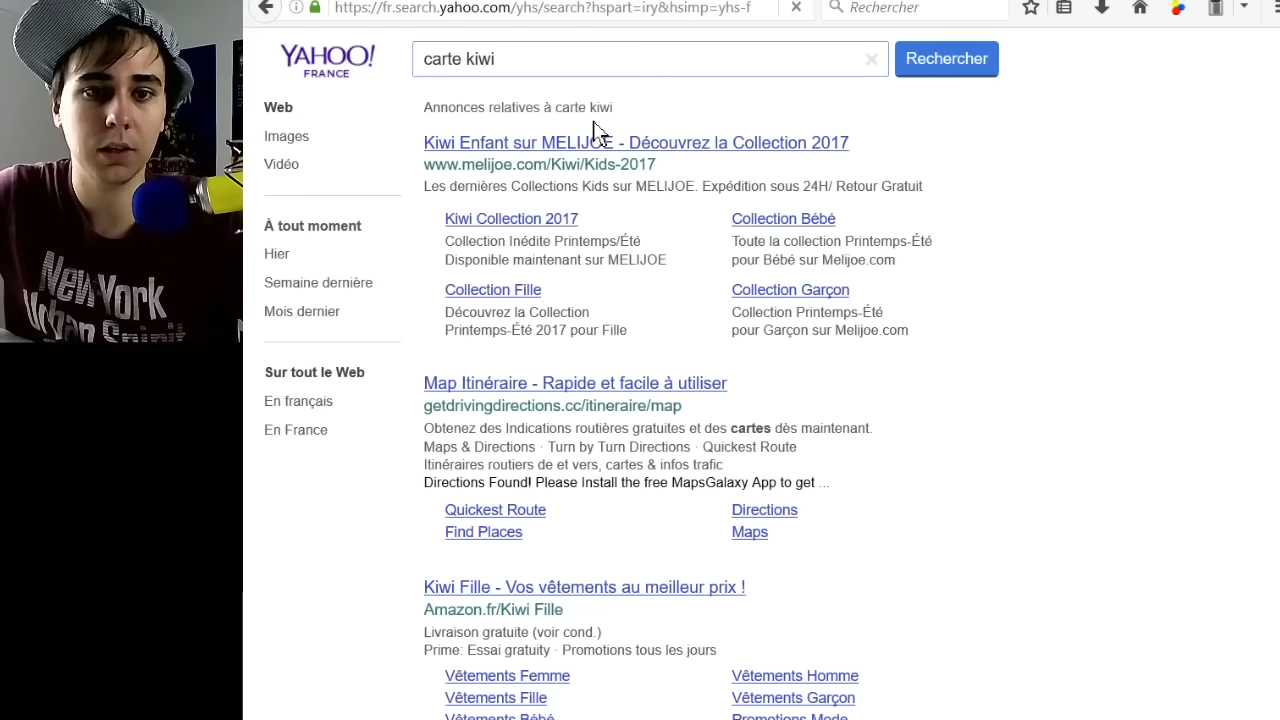 https://fr.search.yahoo.com/yhs/search?hspart=iry&hsimp=yhs-f
Rechercher
YAHOO!
FRANCE
carte kiwi
Rechercher
Web
Images
Vidéo
À tout moment
Hier
Semaine dernière
Mois dernier
Sur tout le Web
En français
En France
Annonces relatives à carte kiwi
Kiwi Enfant sur MELIJOE - Découvrez la Collection 2017
www.melijoe.com/Kiwi/Kids-2017
Les dernières Collections Kids sur MELIJOE. Expédition sous 24H/ Retour Gratuit
Kiwi Collection 2017
Collection Inédite Printemps/Été
Disponible maintenant sur MELIJOE
Collection Bébé
Toute la collection Printemps-Été
pour Bébé sur Melijoe.com
Collection Fille
Découvrez la Collection
Printemps-Été 2017 pour Fille
Collection Garçon
Collection Printemps-Été
pour Garçon sur Melijoe.com
Map Itinéraire - Rapide et facile à utiliser
getdrivingdirections.cc/itineraire/map
Obtenez des Indications routières gratuites et des cartes dès maintenant.
Maps & Directions · Turn by Turn Directions · Quickest Route
Itinéraires routiers de et vers, cartes & infos trafic
Directions Found! Please Install the free MapsGalaxy App to get ...
Quickest Route
Directions
Find Places
Maps
Kiwi Fille - Vos vêtements au meilleur prix !
Amazon.fr/Kiwi Fille
Livraison gratuite (voir cond.)
Prime: Essai gratuity · Promotions tous les jours
Vêtements Femme
Vêtements Homme
Vêtements Fille
Vêtements Garçon
Vêtements Bébé
Promotions Mode
New York
Urban Spirit